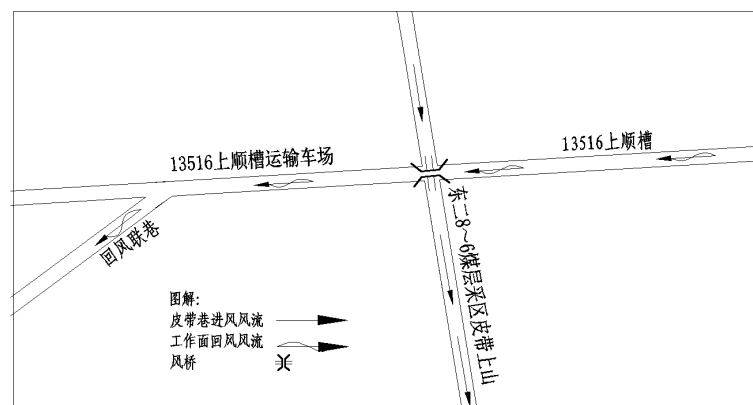 13516上顺槽运输车场
13516上顺槽
东二8~6煤层采区皮带上山
回风联巷
图解:
皮带巷进风风流
工作面回风风流
风桥